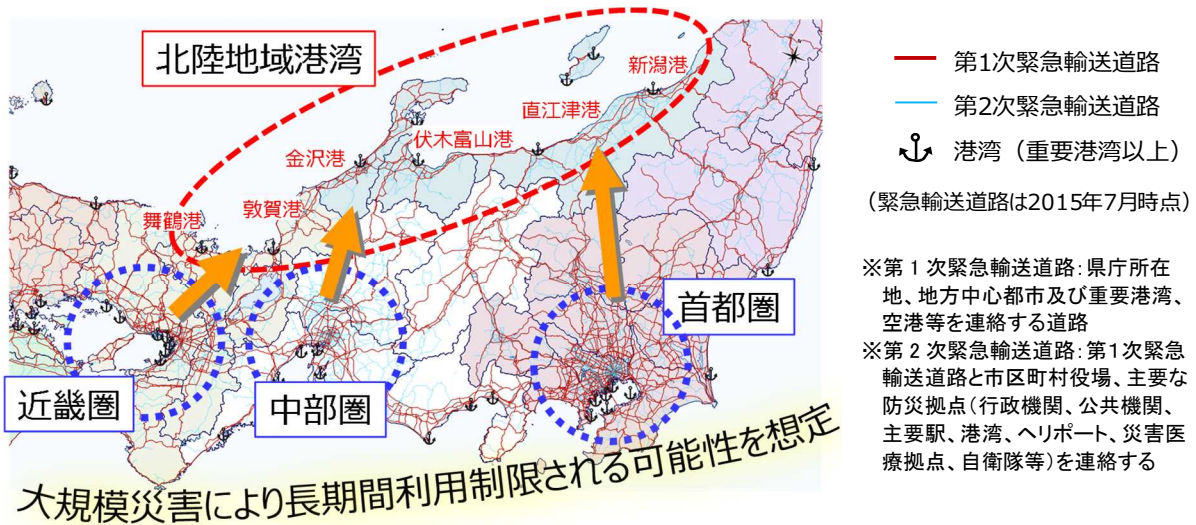 北陸地域港湾
新潟港
直江津港
伏木富山港
金沢港
敦賀港
舞鶴港
首都圏
近畿圏
中部圏
大規模災害により長期間利用制限される可能性を想定
第1次緊急輸送道路
第2次緊急輸送道路
港湾（重要港湾以上）
（緊急輸送道路は2015年7月時点）
※第１次緊急輸送道路：県庁所在
地、地方中心都市及び重要港湾、
空港等を連絡する道路
※第２次緊急輸送道路：第１次緊急
輸送道路と市区町村役場、主要な
防災拠点（行政機関、公共機関、
主要駅、港湾、ヘリポート、災害医
療拠点、自衛隊等）を連絡する